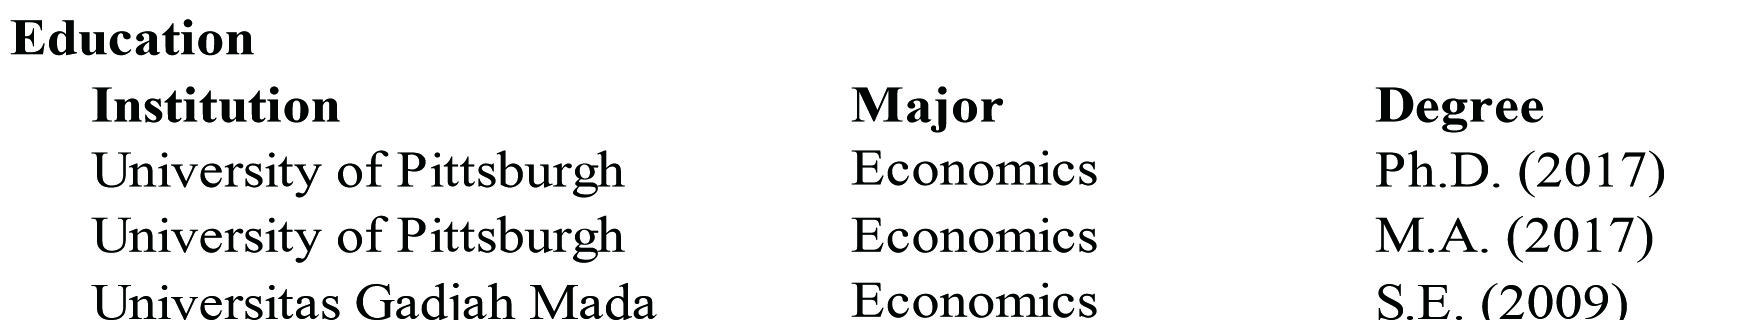 Education
Institution Major Degree
University of Pittsburgh Economics Ph.D. (2017)
University of Pittsburgh Economics M.A. (2017)
Universitas Gadjah Mada Economics S.E. (2009)